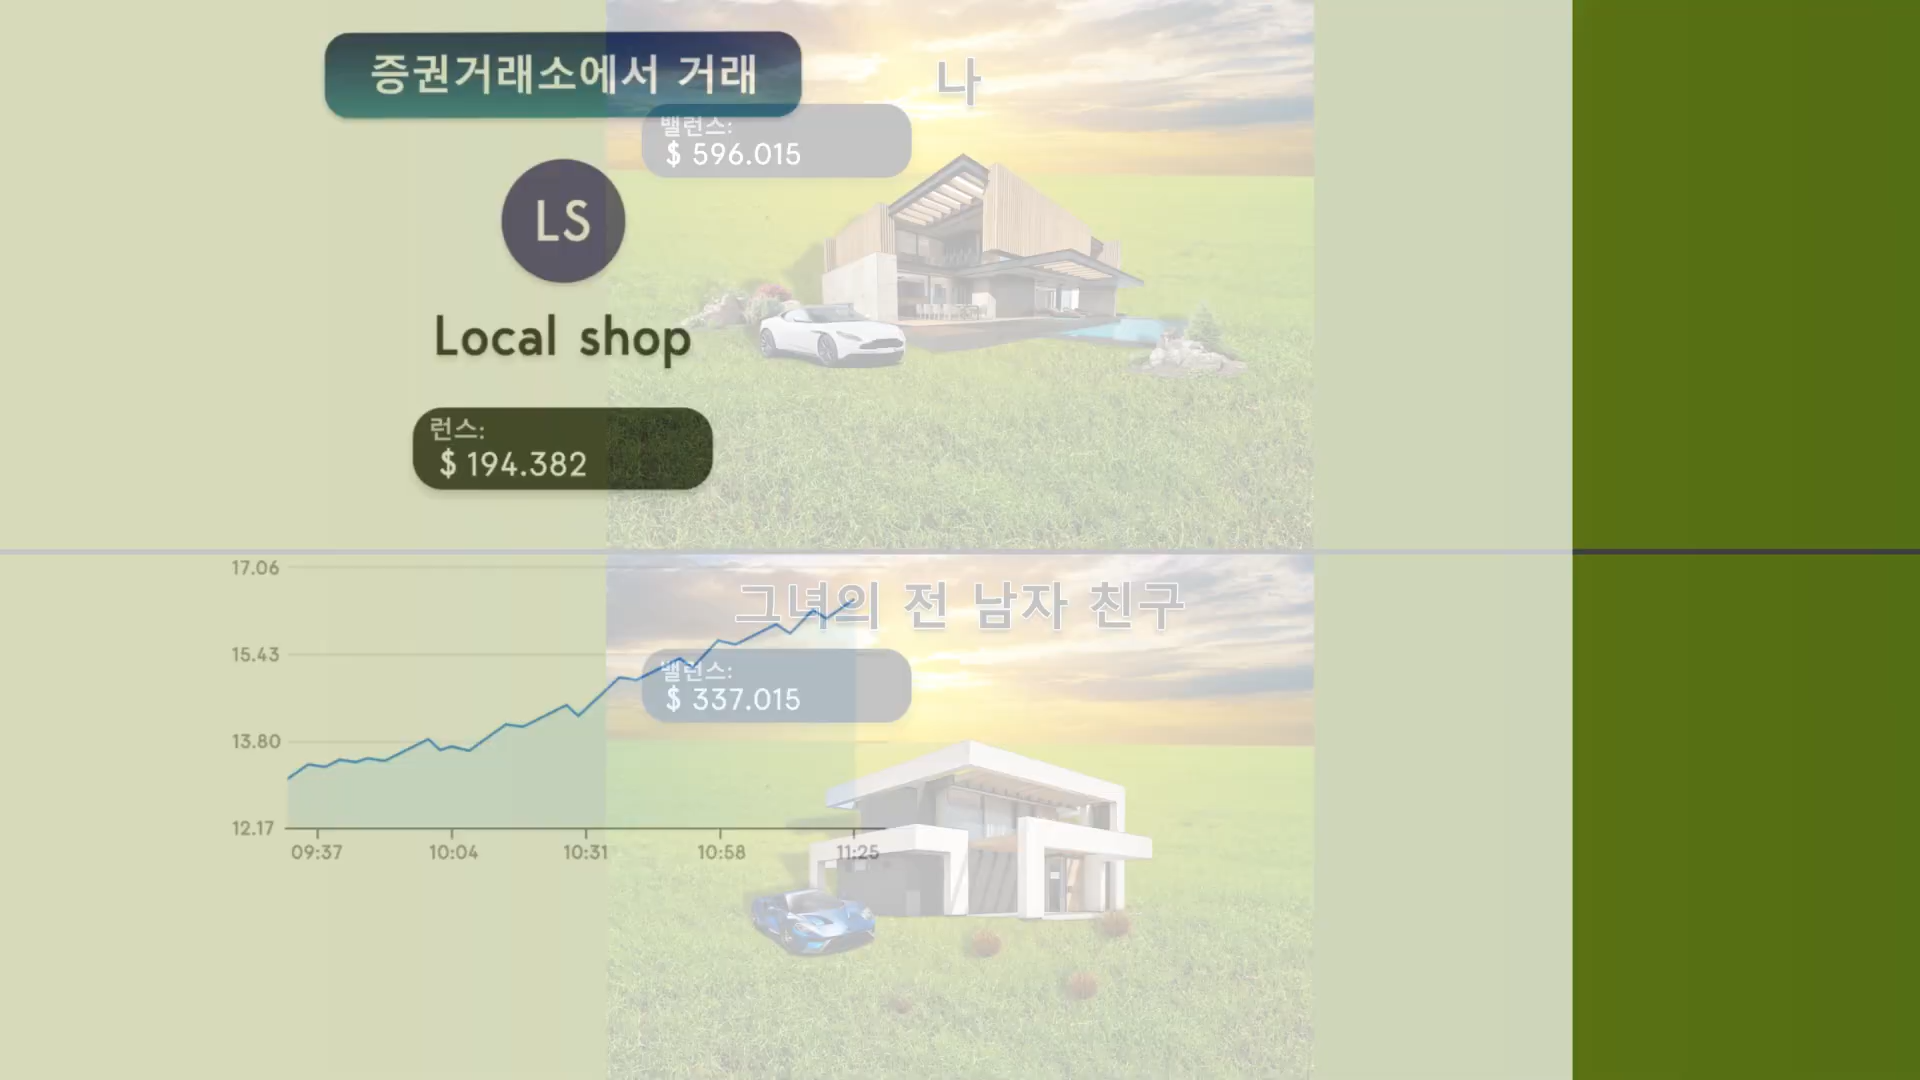 증권거래소에서 거래
나
밸런스:
$ 596.015
LS
Local shop
런스:
$ 194.382
17.06
15.43
13.80
12.17
09:37
10:04
10:31
10:58
11:25
그녀의 전 남자 친구
밸런스:
$ 337.015